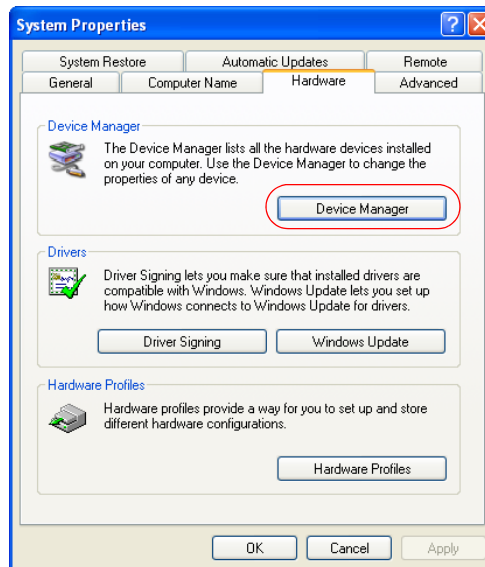 System Properties
System Restore Automatic Updates Remote
General Computer Name Hardware Advanced
Device Manager
The Device Manager lists all the hardware devices installed
on your computer. Use the Device Manager to change the
properties of any device.
Device Manager
Drivers
Driver Signing lets you make sure that installed drivers are
compatible with Windows. Windows Update lets you set up
how Windows connects to Windows Update for drivers.
Driver Signing Windows Update
Hardware Profiles
Hardware profiles provide a way for you to set up and store
different hardware configurations.
Hardware Profiles
OK Cancel Apply